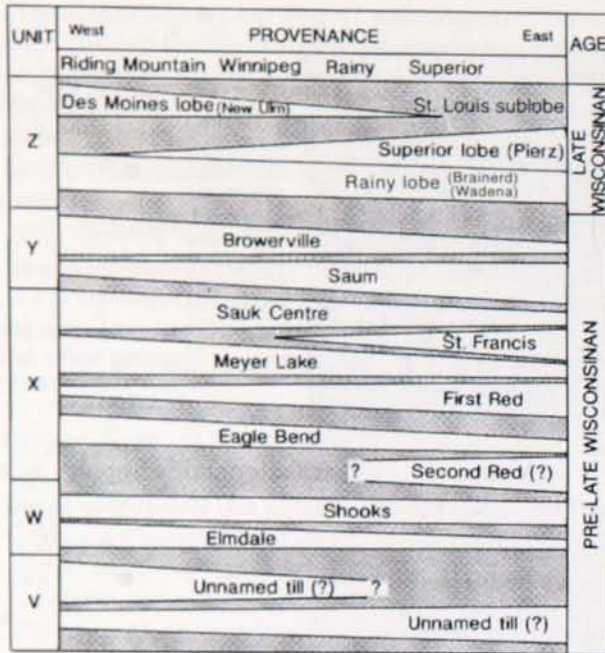 UNIT West PROVENANCE East AGE
Riding Mountain Winnipeg Rainy Superior
Z
Des Moines lobe (New Ulm) St. Louis sublobe
Superior lobe (Pierz)
Rainy lobe (Brainerd)
(Wadena)
LATE
WISCONSINAN
Y
Browerville
Saum
X
Sauk Centre
St. Francis
Meyer Lake
First Red
Eagle Bend
? Second Red (?)
W
Shooks
Elmdale
V
Unnamed till (?) ?
Unnamed till (?)
PRE-LATE WISCONSINAN